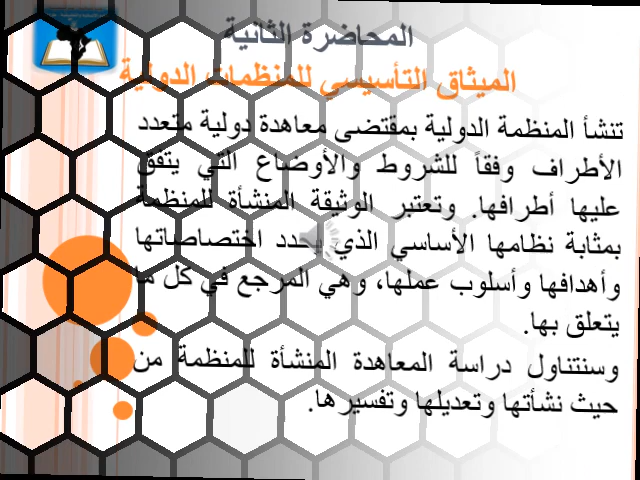 المحاضرة الثانية
الميثاق التأسيسي للمنظمات الدولية
تنشأ المنظمة الدولية بمقتضى معاهدة دولية متعدد
الأطراف وفقاً للشروط والأوضاع التي يتفق
عليها أطرافها. وتعتبر الوثيقة المنشأة للمنظمة
بمثابة نظامها الأساسي الذي يحدد اختصاصاتها
وأهدافها وأسلوب عملها، وهي المرجع في كل ما
يتعلق بها.
وسنتناول دراسة المعاهدة المنشأة للمنظمة من
حيث نشأتها وتعديلها وتفسيرها.